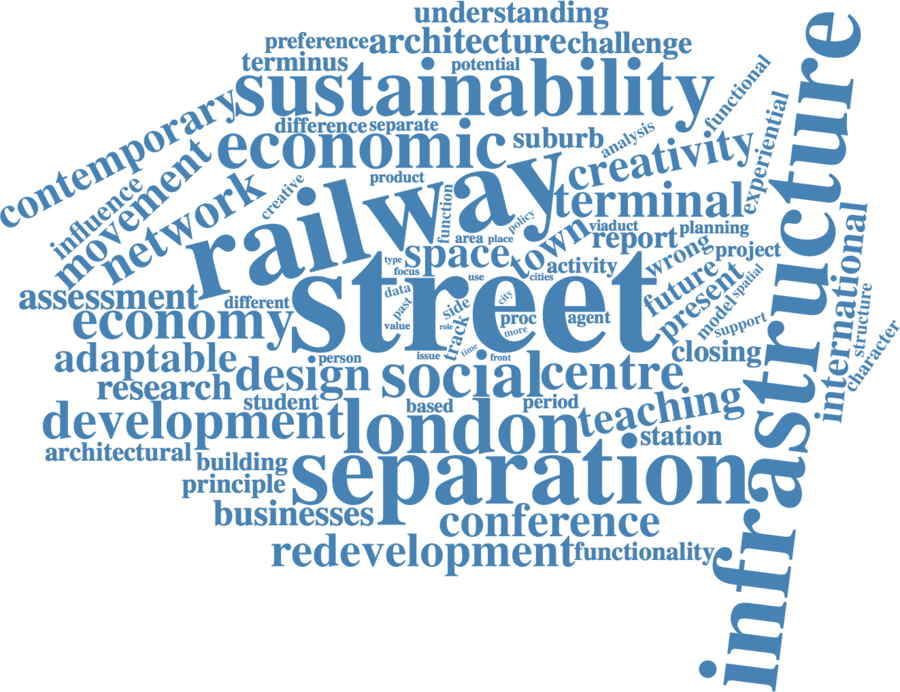 understanding
preference architecture challenge
terminus potential
sustainability
functional
contemporary
difference separate
economic suburb analysis
creativity
experiential
infrastructure
influence
movement
network
creative
product
railway
function
terminal
policy
area place
town
viaduct planning
report
type space
wrong project
focus use cities activity
future
present
spatial
model
support
international
structure
character
assessment different
street
data
past
value
side
role
track
time
city
proc
more
agent
economy
adaptable person issue front closing
research design social centre
student based period
teaching
development london station
architectural building
separation
principle
businesses conference
redevelopment functionality